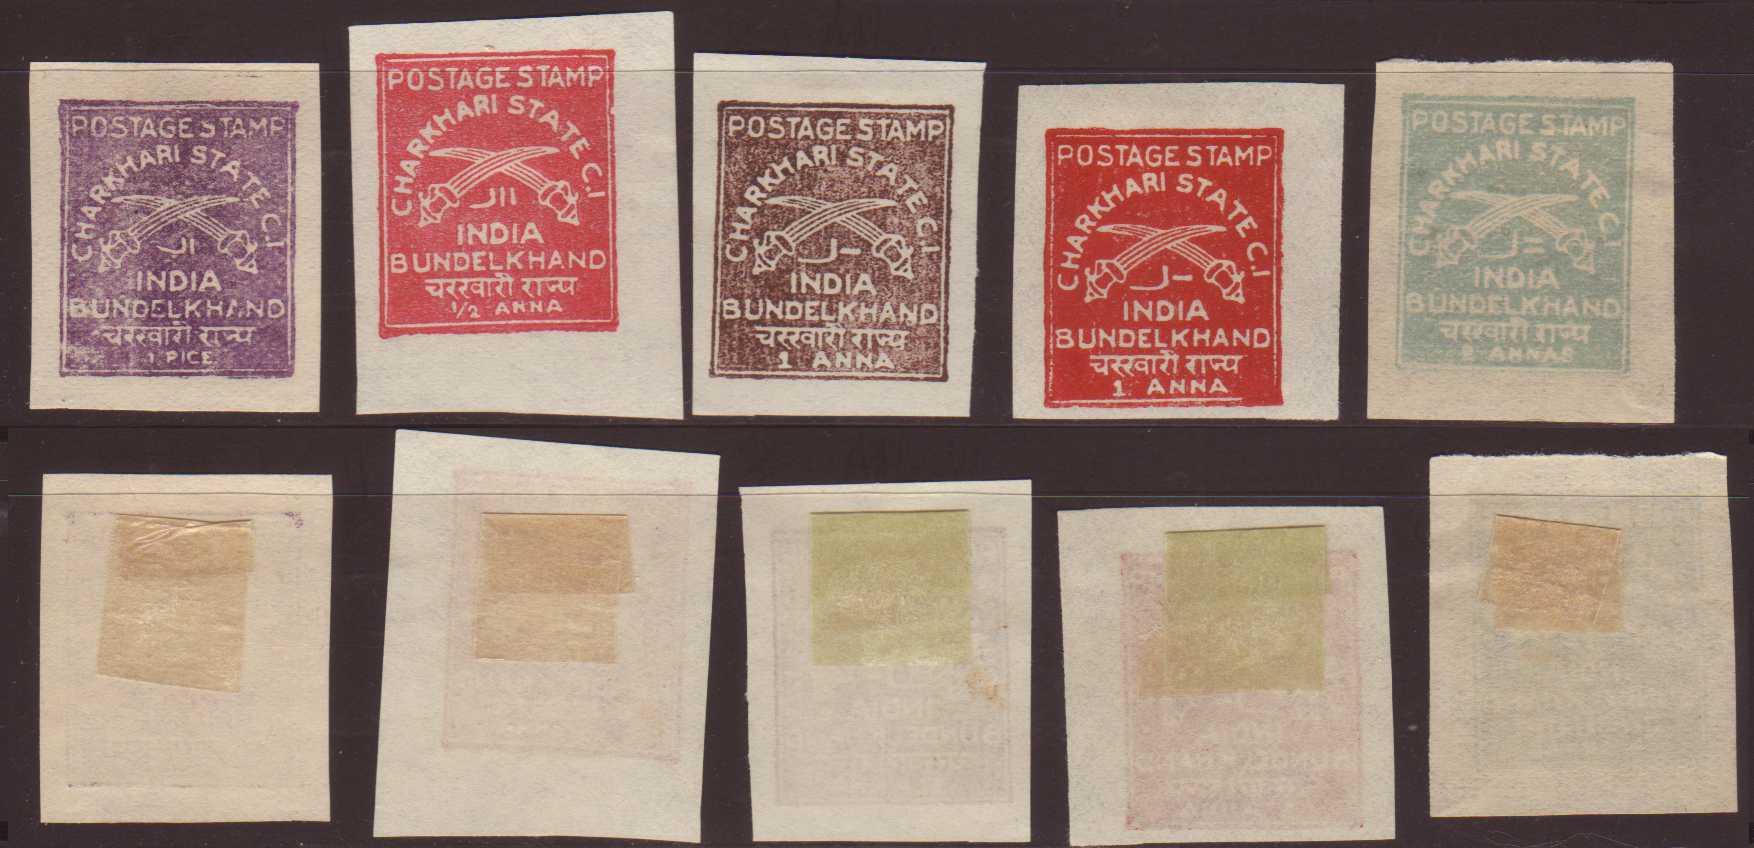 POSTAGE STAMP
CHARKHARI STATE C.I
INDIA
BUNDELKHAND
चरखारी राज्य
1 PICE.
POSTAGE STAMP
CHARKHARI STATE C.I
INDIA
BUNDELKHAND
चरखारी राज्य
1/2 ANNA
POSTAGE STAMP
CHARKHARI STATE C.I
INDIA
BUNDELKHAND
चरखारी राज्य
1 ANNA
POSTAGE STAMP
CHARKHARI STATE C.I
INDIA
BUNDELKHAND
चरखारी राज्य
1 ANNA
POSTAGE STAMP
CHARKHARI STATE C.I
INDIA
BUNDELKHAND
चरखारी राज्य
2 ANNAS